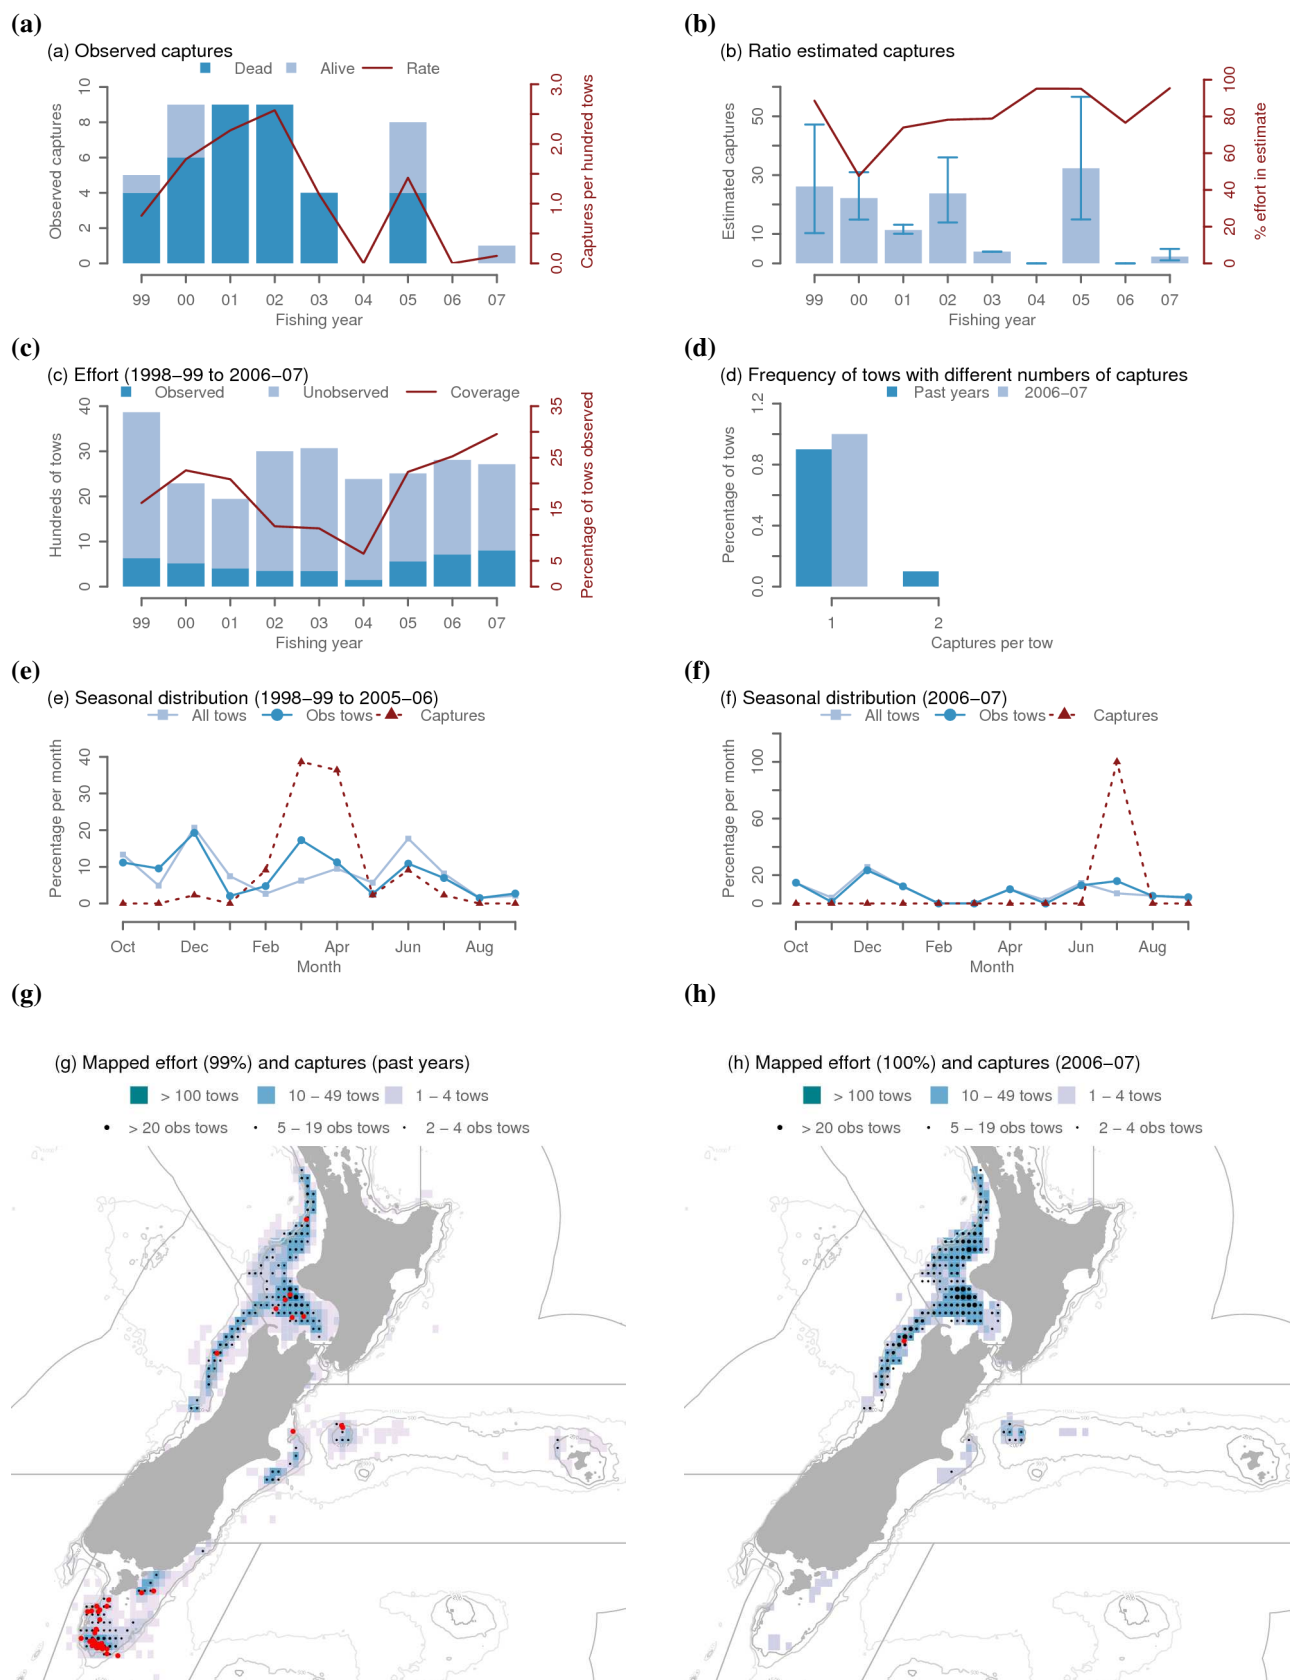 (a)
(a) Observed captures
Dead Alive Rate
Observed captures
0 2 4 6 8 10
0.0 1.0 2.0 3.0
Captures per hundred tows
99 00 01 02 03 04 05 06 07
Fishing year
(b)
(b) Ratio estimated captures
Estimated captures
0 10 30 50
0 20 40 60 80 100
% effort in estimate
99 00 01 02 03 04 05 06 07
Fishing year
(c)
(c) Effort (1998–99 to 2006–07)
Observed Unobserved Coverage
Hundreds of tows
0 10 20 30 40
0 5 15 25 35
Percentage of tows observed
99 00 01 02 03 04 05 06 07
Fishing year
(d)
(d) Frequency of tows with different numbers of captures
Past years 2006–07
Percentage of tows
0.0 0.4 0.8 1.2
1 2
Captures per tow
(e)
(e) Seasonal distribution (1998–99 to 2005–06)
All tows Obs tows Captures
Percentage per month
0 10 20 30 40
Oct Dec Feb Apr Jun Aug
Month
(f)
(f) Seasonal distribution (2006–07)
All tows Obs tows Captures
Percentage per month
0 20 60 100
Oct Dec Feb Apr Jun Aug
Month
(g)
(g) Mapped effort (99%) and captures (past years)
> 100 tows 10 – 49 tows 1 – 4 tows
> 20 obs tows 5 – 19 obs tows 2 – 4 obs tows
(h)
(h) Mapped effort (100%) and captures (2006–07)
> 100 tows 10 – 49 tows 1 – 4 tows
> 20 obs tows 5 – 19 obs tows 2 – 4 obs tows